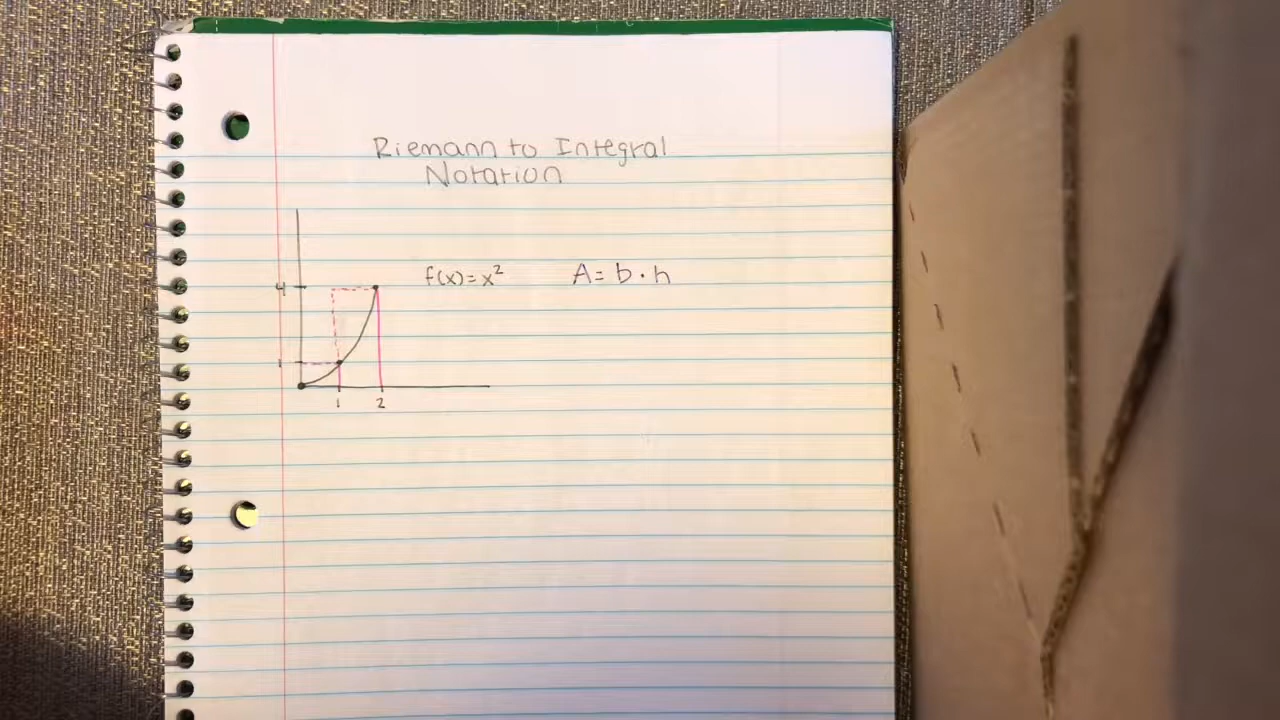 Riemann to Integral
Notation
f(x)=x² A=b·h
4
1
1 2